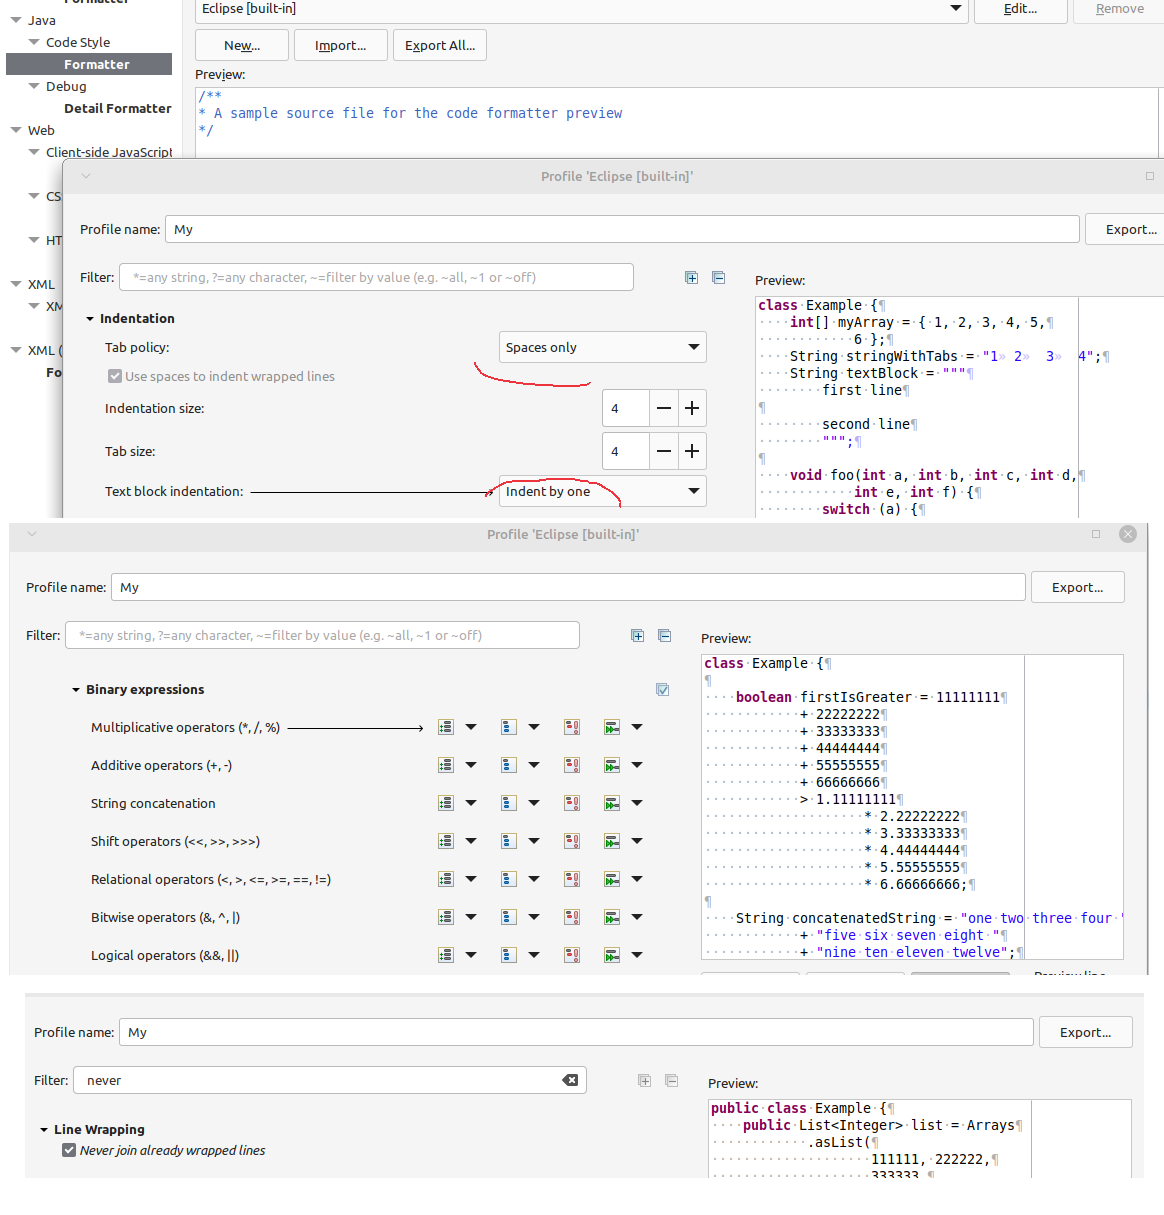 Formatter
Eclipse [built-in]
Edit...
Remove
Java
Code Style
New...
Import...
Export All...
Formatter
Preview:
Debug
/**
Detail Formatter
* A sample source file for the code formatter preview
Web
*/
Client-side JavaScript
Profile 'Eclipse [built-in]'
CS
Profile name: My
Export...
HT
Filter: *=any string, ?=any character, ~=filter by value (e.g. ~all, ~1 or ~off)
Preview:
XML
XM
XML (
Fo
Indentation
Tab policy: Spaces only
Use spaces to indent wrapped lines
Indentation size: 4
Tab size: 4
Text block indentation: Indent by one
class·Example·{¶
····int[]·myArray·=·{·1,·2,·3,·4,·5,¶
············6·};¶
····String·stringWithTabs·=·"1»·2»··3»··4";¶
····String·textBlock·=·"""¶
········first·line¶
¶
········second·line¶
········""";¶
¶
····void·foo(int·a,·int·b,·int·c,·int·d,¶
············int·e,·int·f)·{¶
········switch·(a)·{¶
Profile 'Eclipse [built-in]'
Profile name: My
Export...
Filter: *=any string, ?=any character, ~=filter by value (e.g. ~all, ~1 or ~off)
Preview:
Binary expressions
Multiplicative operators (*, /, %)
Additive operators (+, -)
String concatenation
Shift operators (<<, >>, >>>)
Relational operators (<, >, <=, >=, ==, !=)
Bitwise operators (&, ^, |)
Logical operators (&&, ||)
class·Example·{¶
¶
····boolean·firstIsGreater·=·11111111¶
············+·22222222¶
············+·33333333¶
············+·44444444¶
············+·55555555¶
············+·66666666¶
············>·1.11111111¶
····················*·2.22222222¶
····················*·3.33333333¶
····················*·4.44444444¶
····················*·5.55555555¶
····················*·6.66666666;¶
¶
····String·concatenatedString·=·"one·two·three·four·"
············+·"five·six·seven·eight·"¶
············+·"nine·ten·eleven·twelve";¶
Preview line
Profile name: My
Export...
Filter: never
Preview:
Line Wrapping
Never join already wrapped lines
public·class·Example·{¶
····public·List<Integer>·list·=·Arrays¶
············.asList(¶
····················111111,·222222,¶
····················333333,¶